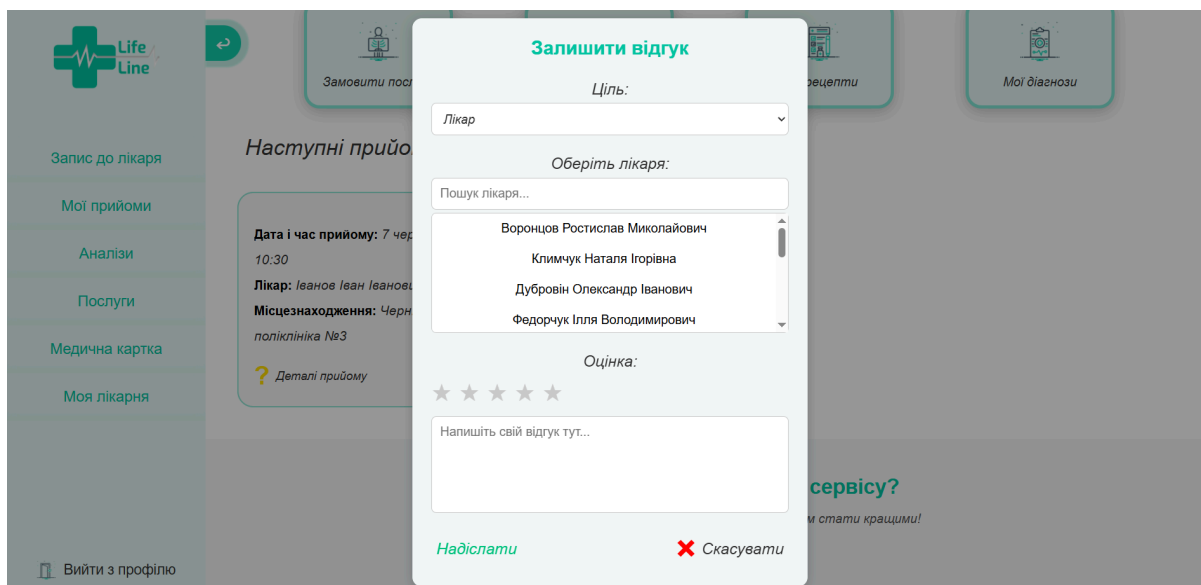 Life
Line
Запис до лікаря
Мої прийоми
Аналізи
Послуги
Медична картка
Моя лікарня
Вийти з профілю
Замовити посл
рецепти
Мої діагнози
Наступні прийо
Дата і час прийому: 7 чер
10:30
Лікар: Іванов Іван Іванови
Місцезнаходження: Черн
поліклініка №3
? Деталі прийому
Залишити відгук
Ціль:
Лікар
Оберіть лікаря:
Пошук лікаря...
Воронцов Ростислав Миколайович
Климчук Наталя Ігорівна
Дубровін Олександр Іванович
Федорчук Ілля Володимирович
Оцінка:
Напишіть свій відгук тут...
Надіслати
Скасувати
сервісу?
м стати кращими!